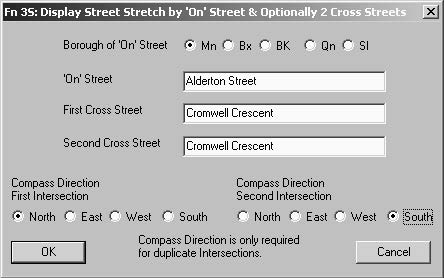 Fn 3S: Display Street Stretch by 'On' Street & Optionally 2 Cross Streets
Borough of 'On' Street Mn Bx BK Qn SI
'On' Street Alderton Street
First Cross Street Cromwell Crescent
Second Cross Street Cromwell Crescent
Compass Direction
First Intersection
North East West South
Compass Direction
Second Intersection
North East West South
OK
Compass Direction is only required
for duplicate Intersections.
Cancel